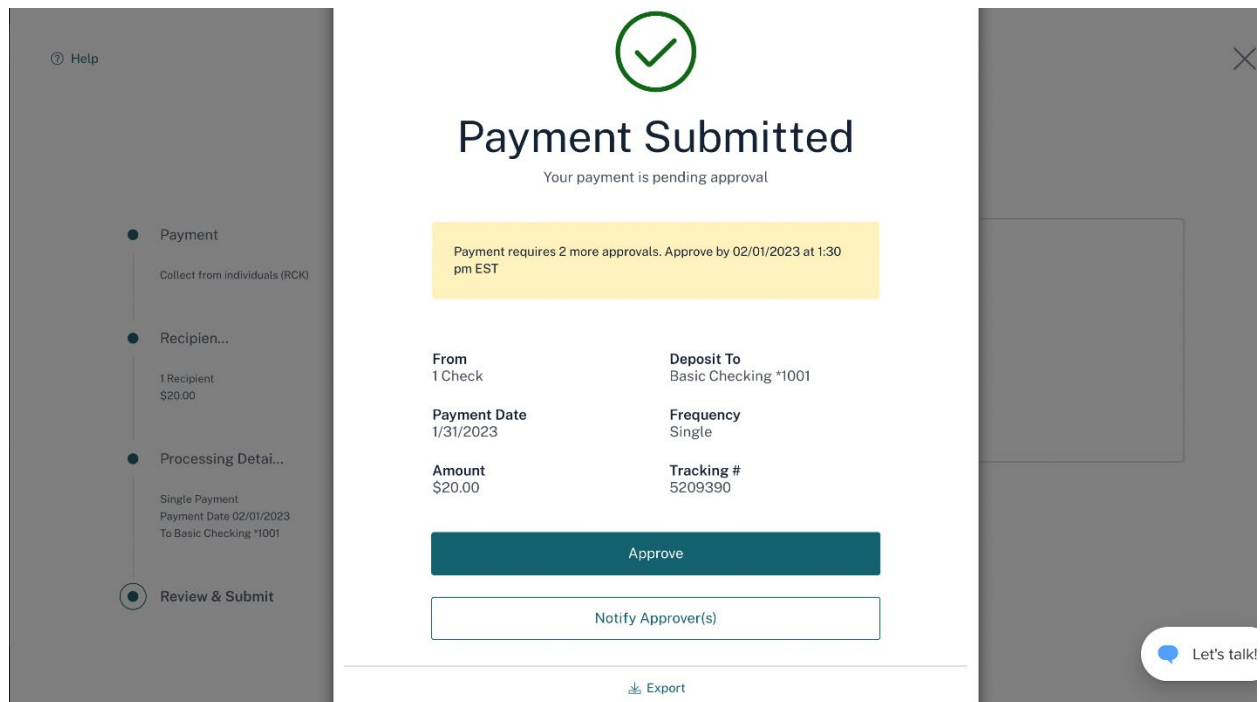 Help
Payment Submitted
Your payment is pending approval
Payment requires 2 more approvals. Approve by 02/01/2023 at 1:30
pm EST
Payment
Collect from individuals (RCK)
Recipien...
1 Recipient
$20.00
Processing Detai...
Single Payment
Payment Date 02/01/2023
To Basic Checking *1001
Review & Submit
From
1 Check
Deposit To
Basic Checking *1001
Payment Date
1/31/2023
Frequency
Single
Amount
$20.00
Tracking #
5209390
Approve
Notify Approver(s)
Export
Let's talk!